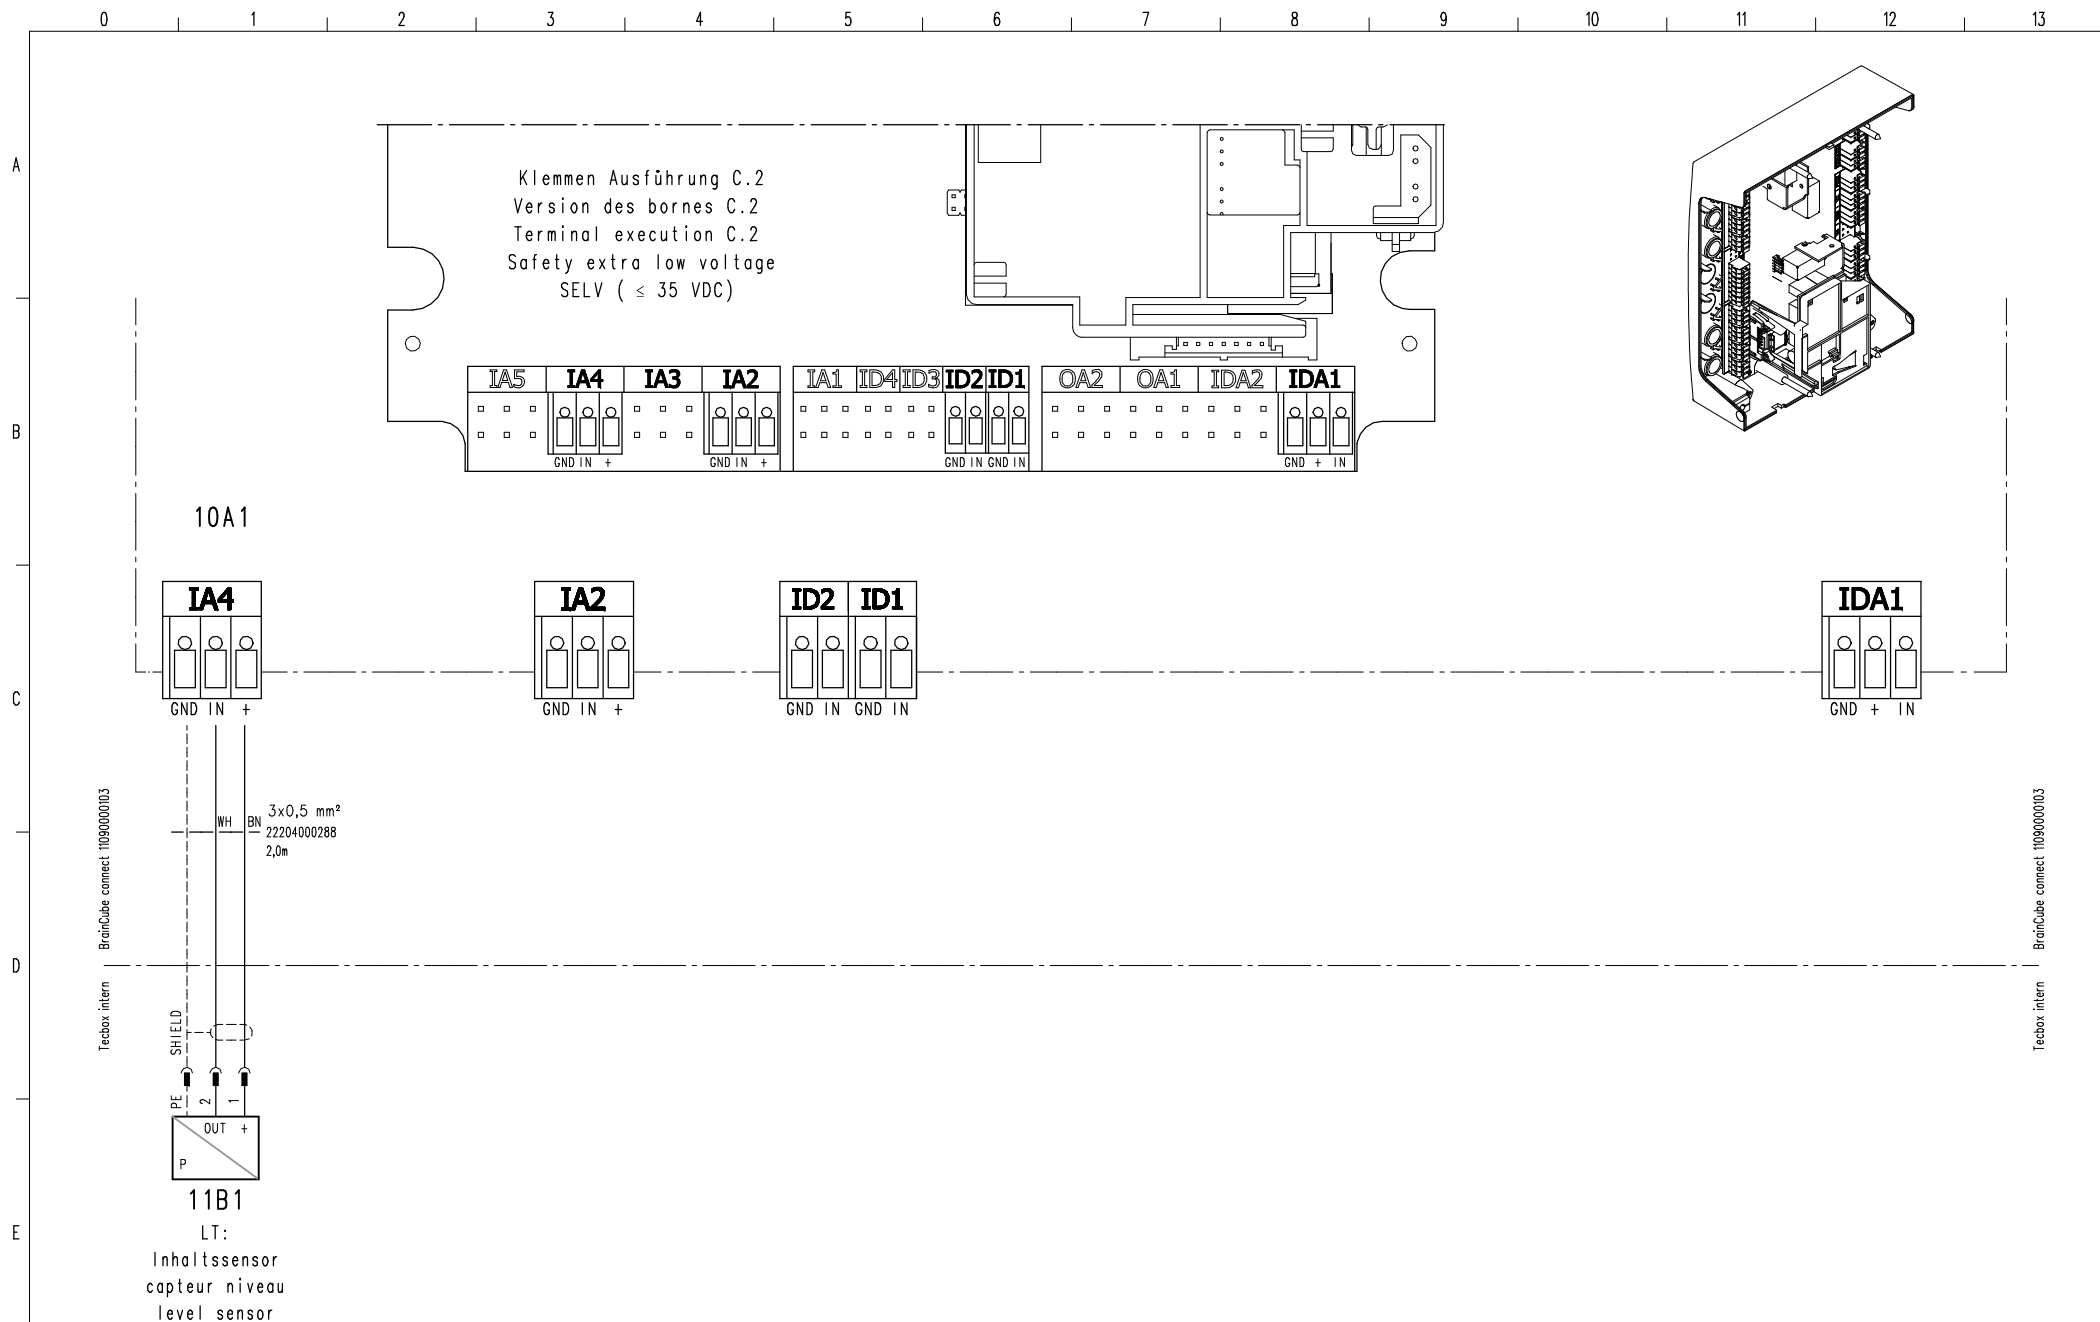 0 1 2 3 4 5 6 7 8 9 10 11 12 13
A
Klemmen Ausführung C.2
Version des bornes C.2
Terminal execution C.2
Safety extra low voltage
SELV ( ≤ 35 VDC)
IA5 IA4 IA3 IA2 IA1 ID4 ID3 ID2 ID1 OA2 OA1 IDA2 IDA1
B
GND IN + GND IN + GND IN GND IN GND + IN
10A1
IA4 IA2 ID2 ID1 IDA1
C
GND IN + GND IN + GND IN GND IN GND + IN
BrainCube connect 11090000103
WH BN 3x0,5 mm²
22204000288
2,0m
BrainCube connect 11090000103
D
Tecbox intern
SHIELD
Tecbox intern
PE 2 1
OUT +
P
11B1
E
LT:
Inhaltssensor
capteur niveau
level sensor